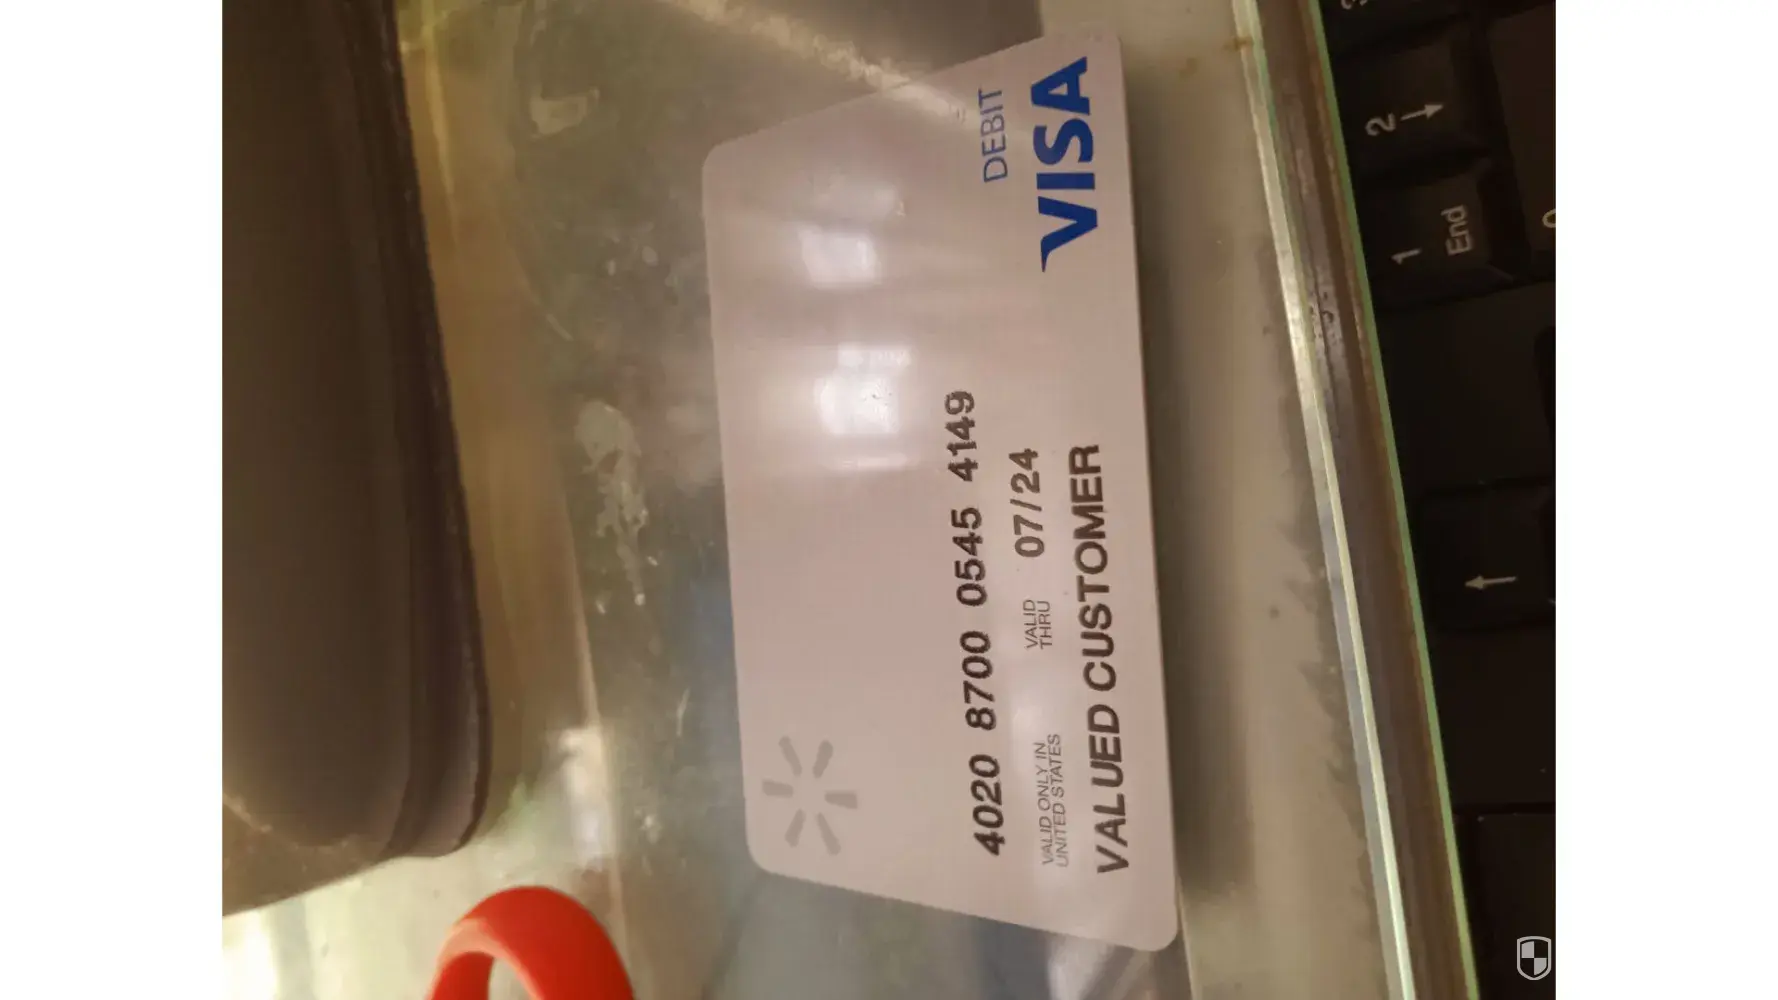 DEBIT
VISA
4020 8700 0545 4149
VALID ONLY IN
UNITED STATES
VALID
THRU
07/24
VALUED CUSTOMER
2
1
End